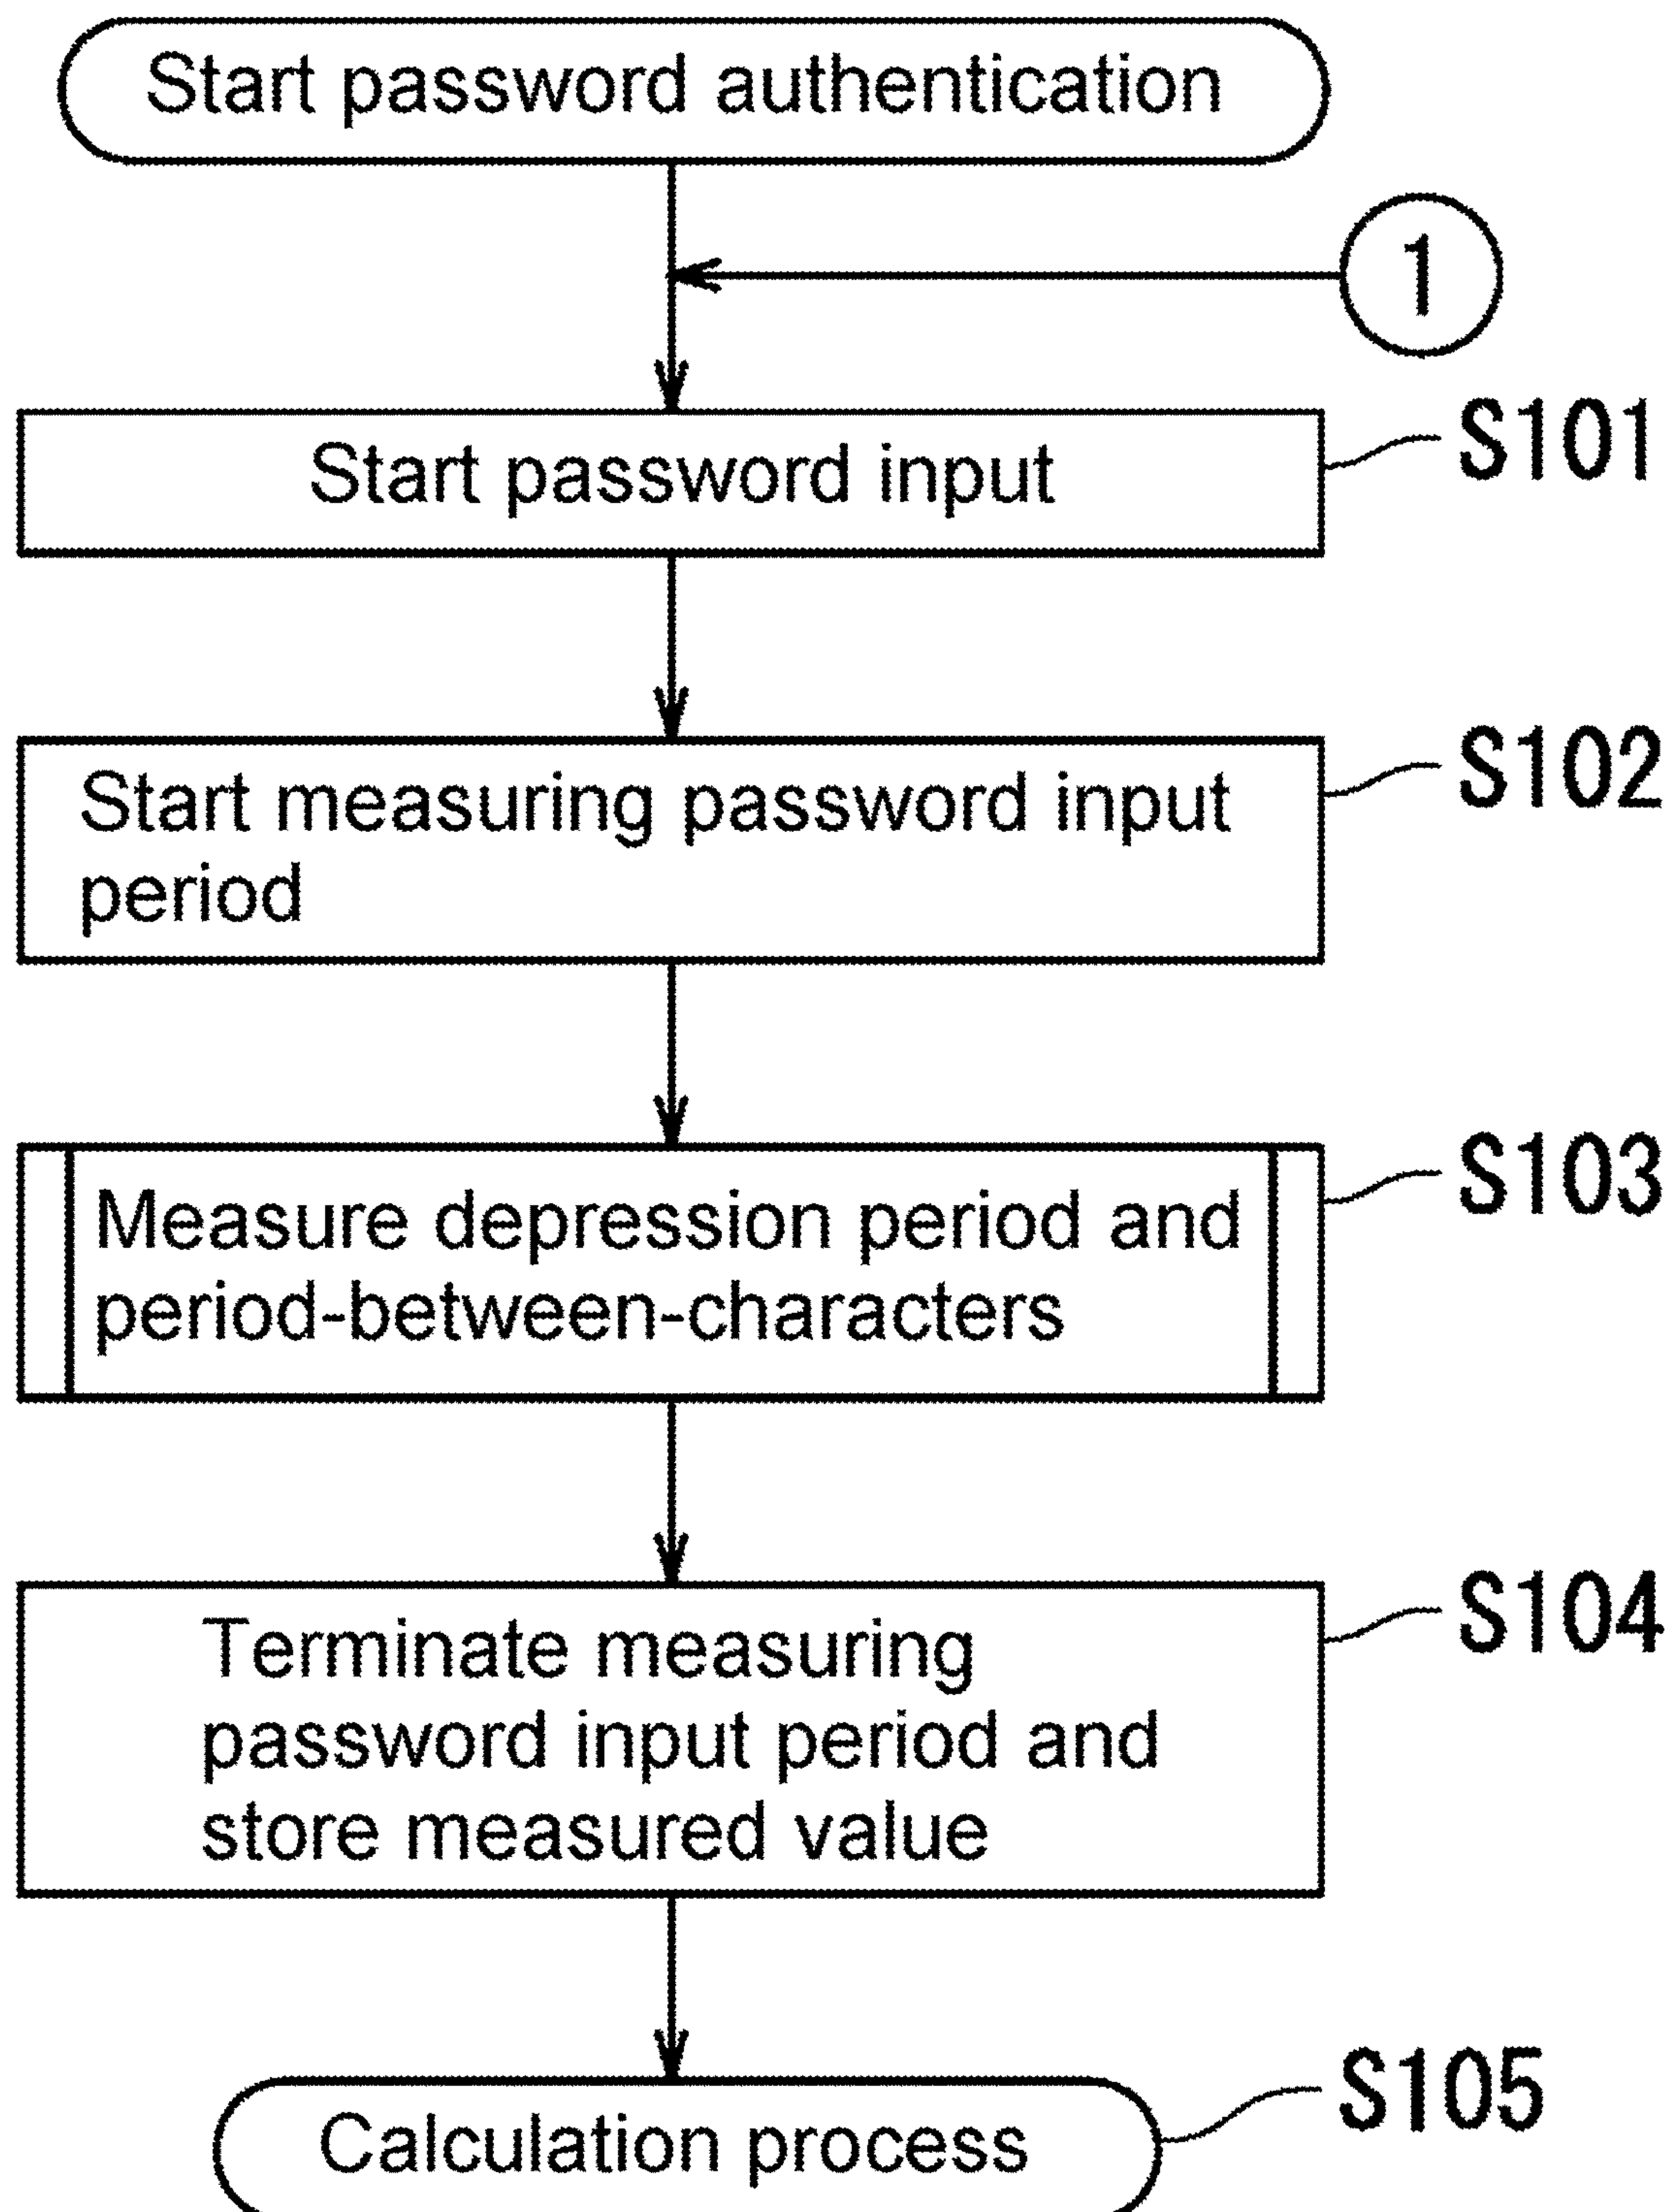 Start password authentication
1
Start password input
S101
Start measuring password input
period
S102
Measure depression period and
period-between-characters
S103
Terminate measuring
password input period and
store measured value
S104
Calculation process
S105